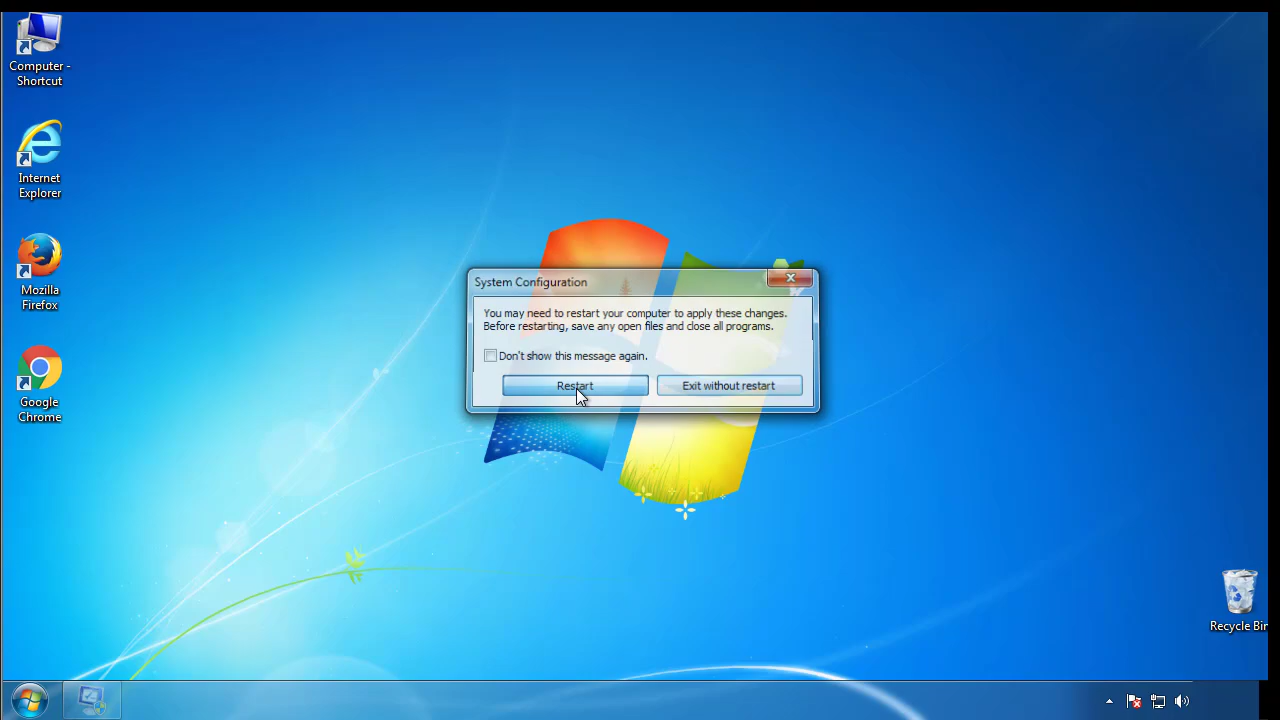 Computer -
Shortcut
Internet
Explorer
Mozilla
Firefox
Google
Chrome
System Configuration
You may need to restart your computer to apply these changes.
Before restarting, save any open files and close all programs.
Don't show this message again.
Restart
Exit without restart
Recycle Bin